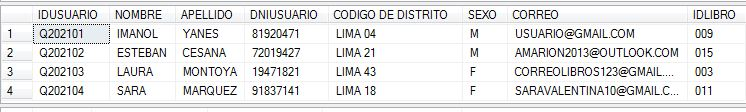 IDUSUARIO NOMBRE APELLIDO DNIUSUARIO CODIGO DE DISTRITO SEXO CORREO IDLIBRO
1 Q202101 IMANOL YANES 81920471 LIMA 04 M USUARIO@GMAIL.COM 009
2 Q202102 ESTEBAN CESANA 72019427 LIMA 21 M AMARION2013@OUTLOOK.COM 015
3 Q202103 LAURA MONTOYA 19471821 LIMA 43 F CORREOLIBROS123@GMAIL.... 003
4 Q202104 SARA MARQUEZ 91837141 LIMA 18 F SARAVALENTINA10@GMAIL.C... 011